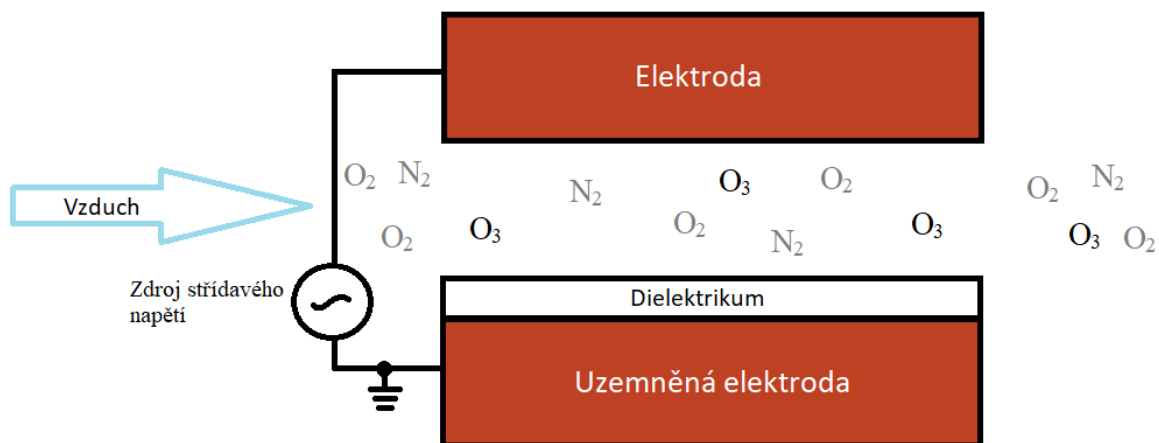 Elektroda
O₂ N₂ N₂ O₃ O₂ O₂ N₂
Vzduch
O₂ O₃ O₂ N₂ O₃ O₃ O₂
Zdroj střídavého
napětí
Dielektrikum
Uzemněná elektroda